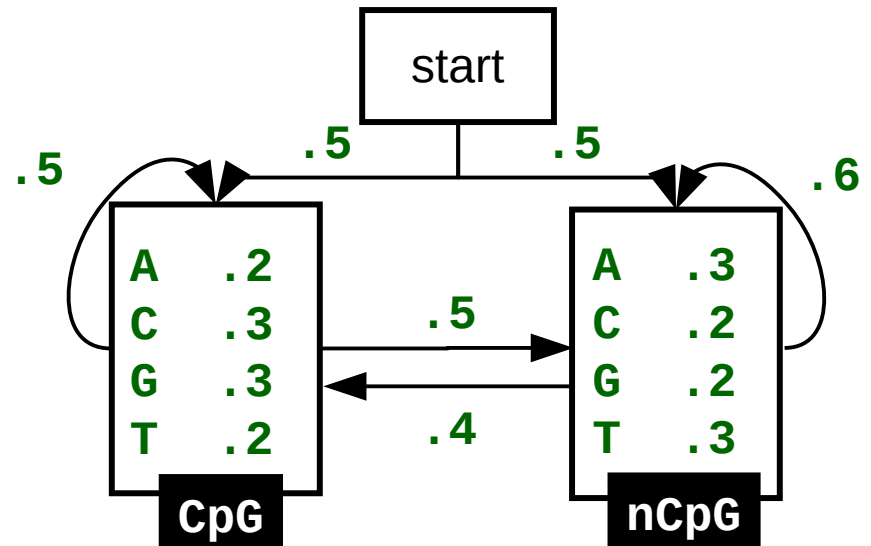 start
.5 .5
.5 .6
A .2
C .3
G .3
T .2
CpG
.5
.4
A .3
C .2
G .2
T .3
nCpG